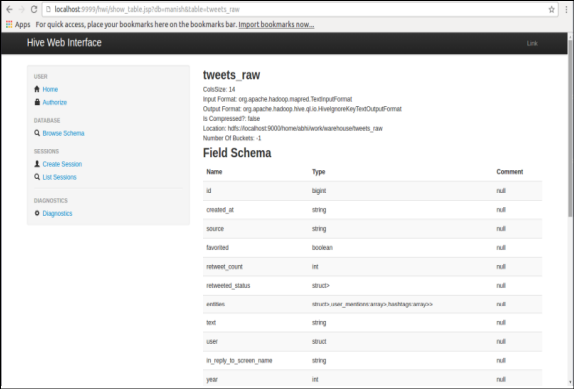 localhost:9999/hwi/show_table.jsp?db=manish&table=tweets_raw
Apps For quick access, place your bookmarks here on the bookmarks bar. Import bookmarks now...
Hive Web Interface
Link
USER
Home
Authorize
DATABASE
Browse Schema
SESSIONS
Create Session
List Sessions
DIAGNOSTICS
Diagnostics
tweets_raw
ColsSize: 14
Input Format: org.apache.hadoop.mapred.TextInputFormat
Output Format: org.apache.hadoop.hive.ql.io.HiveIgnoreKeyTextOutputFormat
Is Compressed?: false
Location: hdfs://localhost:9000/home/abhi/work/warehouse/tweets_raw
Number Of Buckets: -1
Field Schema
Name Type Comment
id bigint null
created_at string null
source string null
favorited boolean null
retweet_count int null
retweeted_status struct> null
entities struct>,user_mentions:array>,hashtags:array>> null
text string null
user struct null
in_reply_to_screen_name string null
year int null